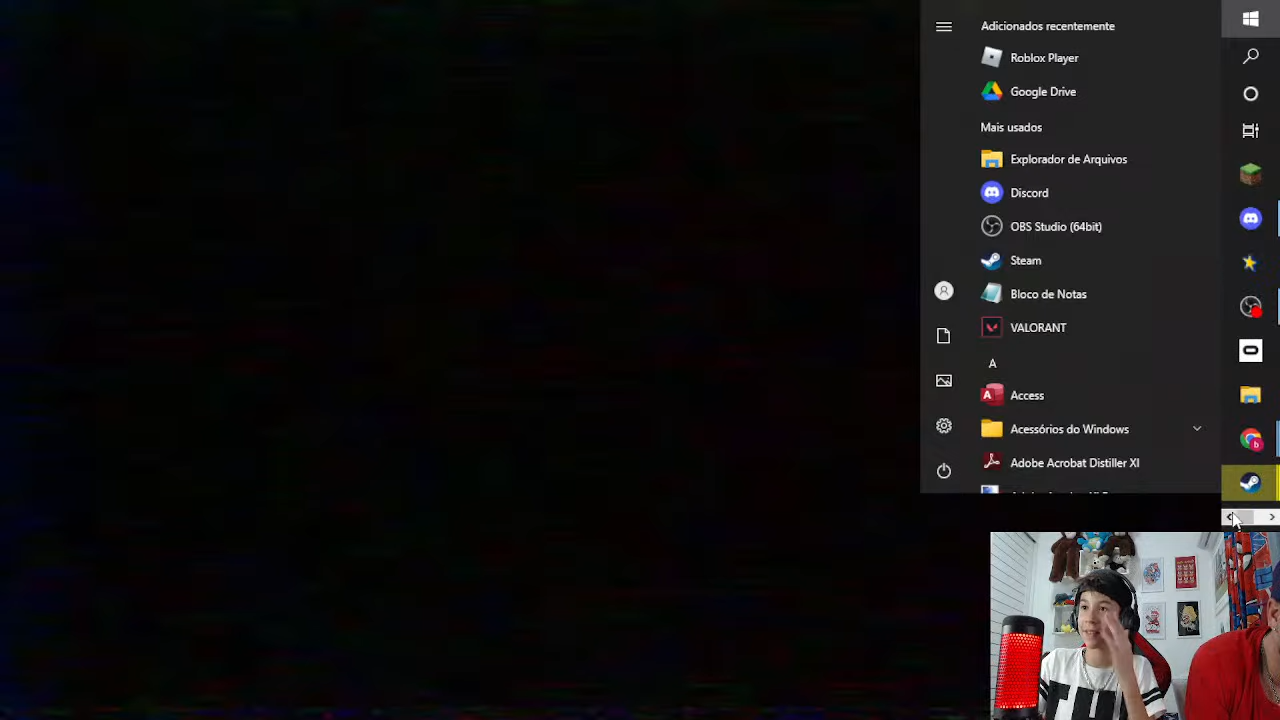 Adicionados recentemente
Roblox Player
Google Drive
Mais usados
Explorador de Arquivos
Discord
OBS Studio (64bit)
Steam
Bloco de Notas
VALORANT
A
Access
Acessórios do Windows
Adobe Acrobat Distiller XI